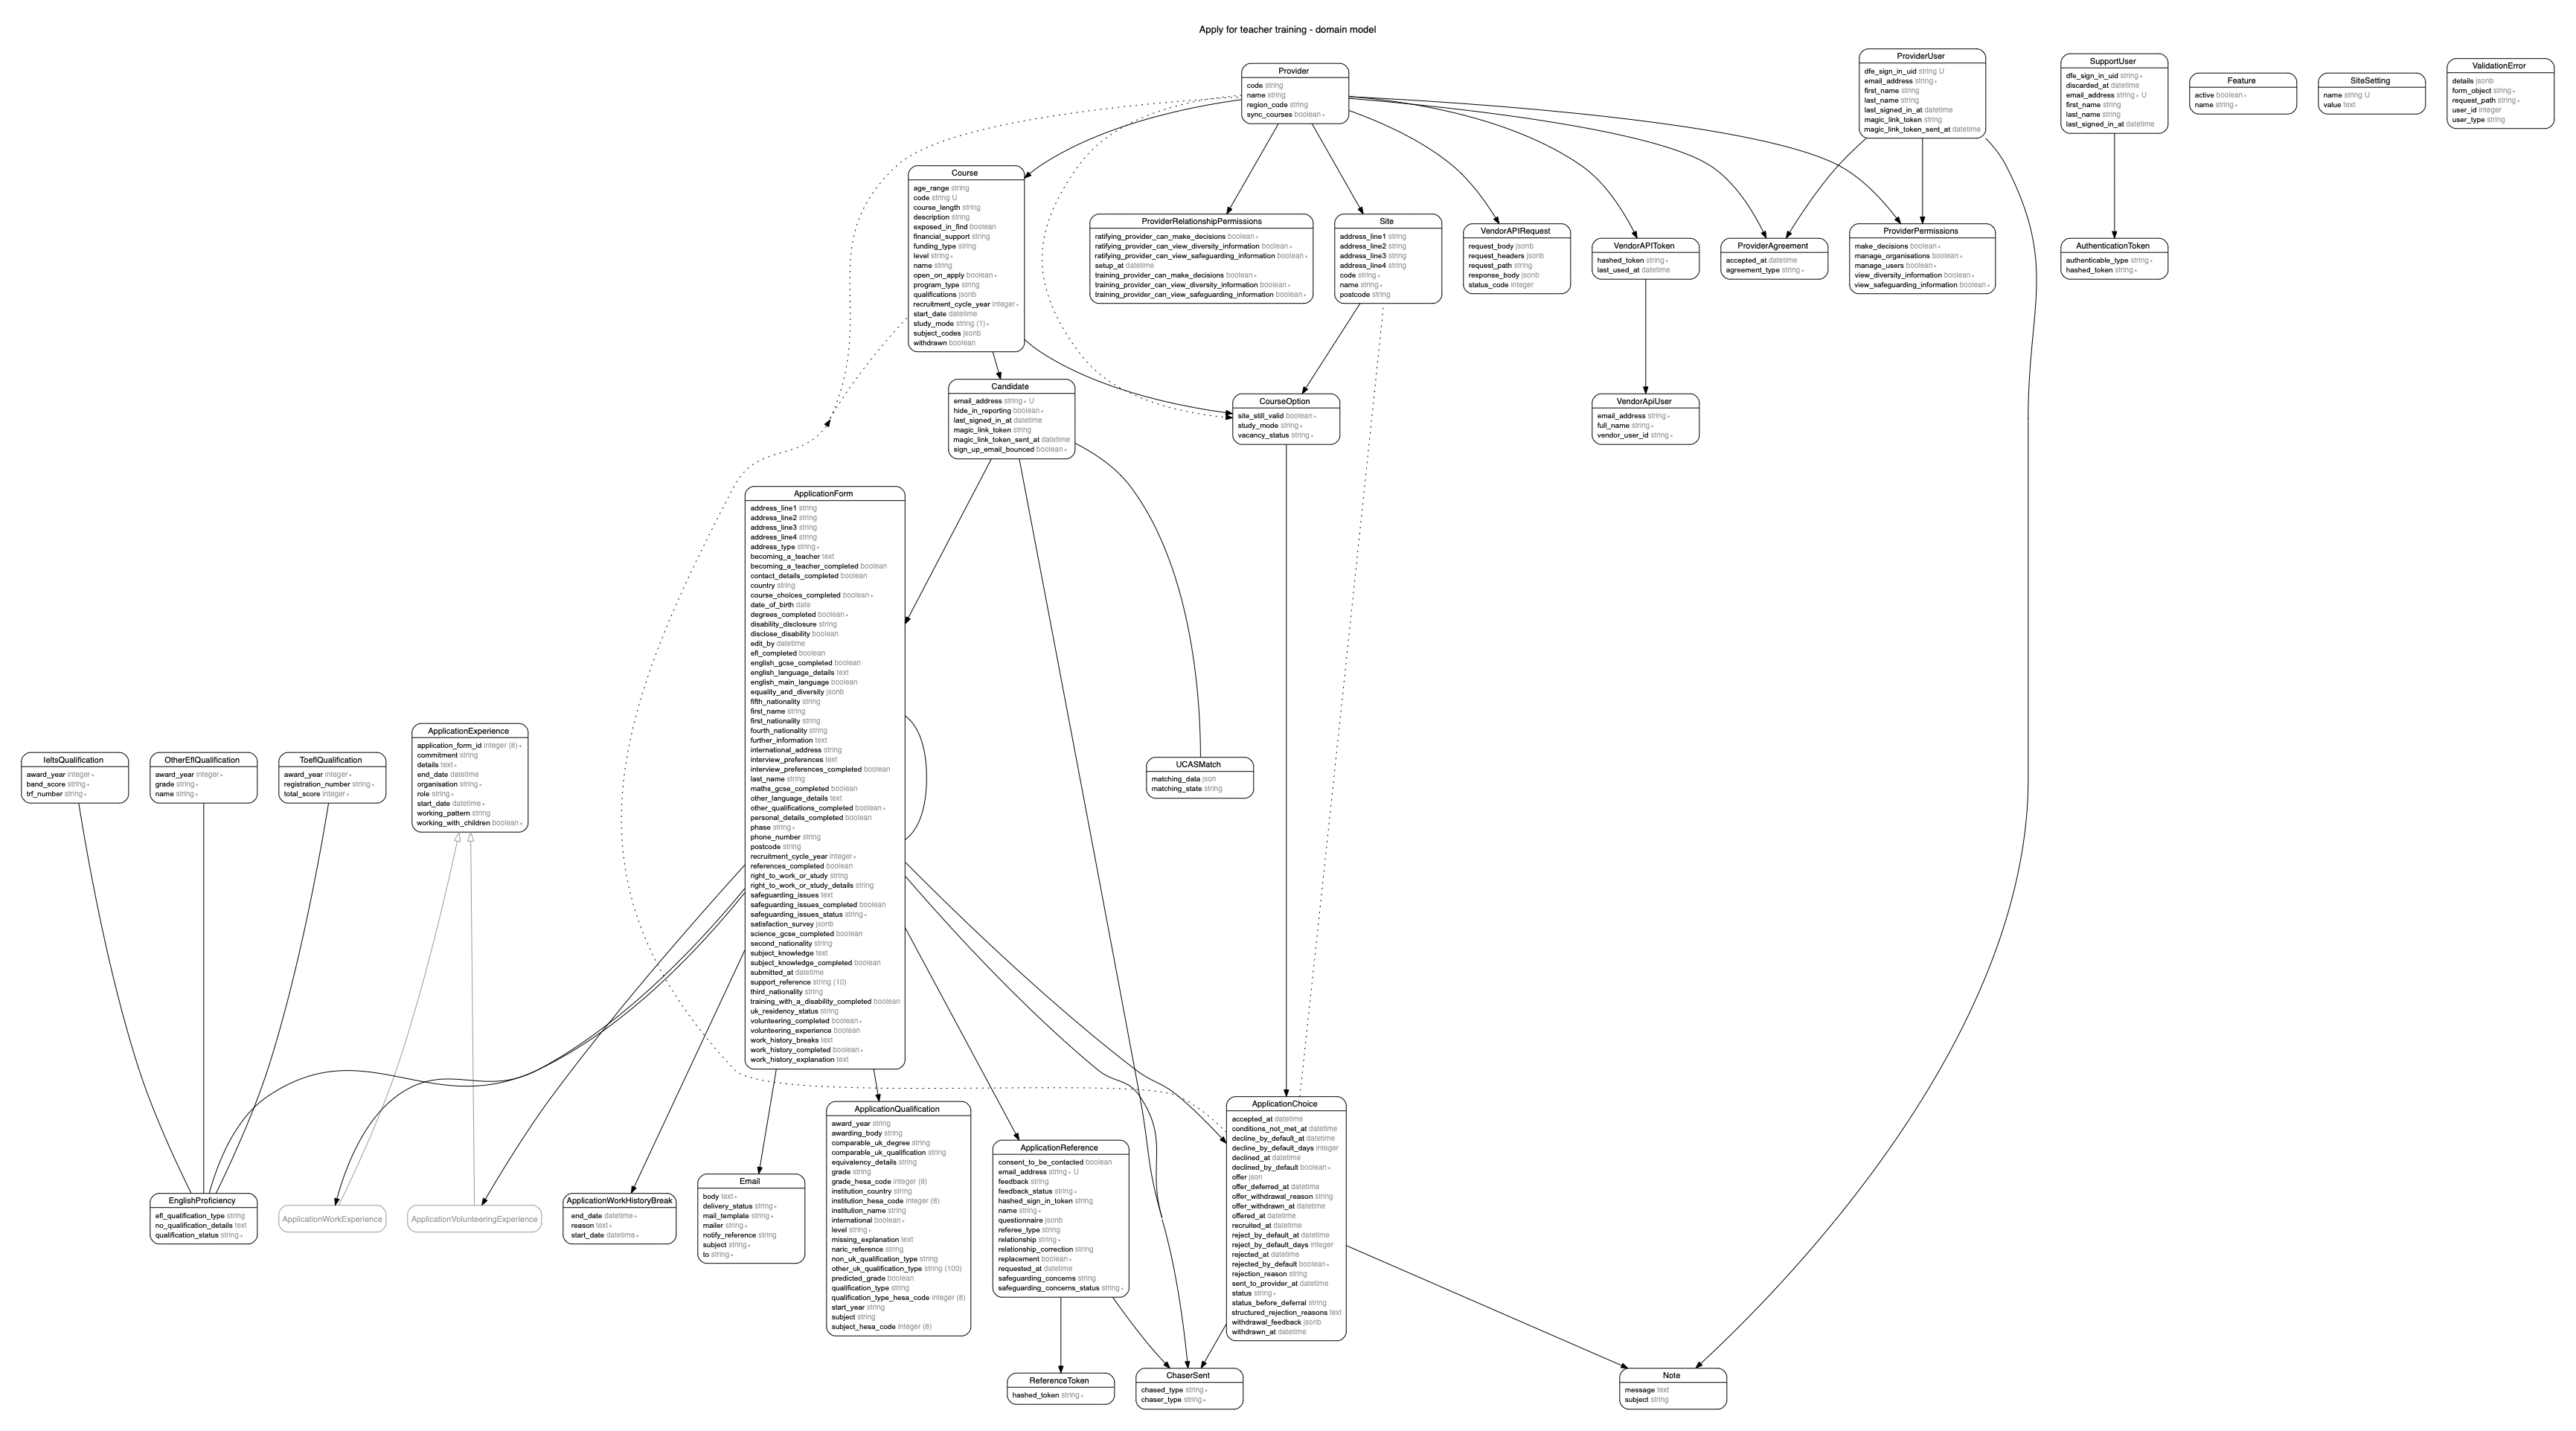 Apply for teacher training - domain model
Provider
code string
name string
region_code string
sync_courses boolean ∗
ProviderUser
dfe_sign_in_uid string U
email_address string ∗
first_name string
last_name string
last_signed_in_at datetime
magic_link_token string
magic_link_token_sent_at datetime
SupportUser
dfe_sign_in_uid string ∗
discarded_at datetime
email_address string ∗ U
first_name string
last_name string
last_signed_in_at datetime
Feature
active boolean ∗
name string ∗
SiteSetting
name string U
value text
ValidationError
details jsonb
form_object string ∗
request_path string ∗
user_id integer
user_type string
Course
age_range string
code string U
course_length string
description string
exposed_in_find boolean
financial_support string
funding_type string
level string ∗
name string
open_on_apply boolean ∗
program_type string
qualifications jsonb
recruitment_cycle_year integer ∗
start_date datetime
study_mode string (1) ∗
subject_codes jsonb
withdrawn boolean
ProviderRelationshipPermissions
ratifying_provider_can_make_decisions boolean ∗
ratifying_provider_can_view_diversity_information boolean ∗
ratifying_provider_can_view_safeguarding_information boolean ∗
setup_at datetime
training_provider_can_make_decisions boolean ∗
training_provider_can_view_diversity_information boolean ∗
training_provider_can_view_safeguarding_information boolean ∗
Site
address_line1 string
address_line2 string
address_line3 string
address_line4 string
code string ∗
name string ∗
postcode string
VendorAPIRequest
request_body jsonb
request_headers jsonb
request_path string
response_body jsonb
status_code integer
VendorAPIToken
hashed_token string ∗
last_used_at datetime
ProviderAgreement
accepted_at datetime
agreement_type string ∗
ProviderPermissions
make_decisions boolean ∗
manage_organisations boolean ∗
manage_users boolean ∗
view_diversity_information boolean ∗
view_safeguarding_information boolean ∗
AuthenticationToken
authenticable_type string ∗
hashed_token string ∗
Candidate
email_address string ∗ U
hide_in_reporting boolean ∗
last_signed_in_at datetime
magic_link_token string
magic_link_token_sent_at datetime
sign_up_email_bounced boolean ∗
CourseOption
site_still_valid boolean ∗
study_mode string ∗
vacancy_status string ∗
VendorApiUser
email_address string ∗
full_name string ∗
vendor_user_id string ∗
ApplicationForm
address_line1 string
address_line2 string
address_line3 string
address_line4 string
address_type string ∗
becoming_a_teacher text
becoming_a_teacher_completed boolean
contact_details_completed boolean
country string
course_choices_completed boolean ∗
date_of_birth date
degrees_completed boolean ∗
disability_disclosure string
disclose_disability boolean
edit_by datetime
efl_completed boolean
english_gcse_completed boolean
english_language_details text
english_main_language boolean
equality_and_diversity jsonb
fifth_nationality string
first_name string
first_nationality string
fourth_nationality string
further_information text
international_address string
interview_preferences text
interview_preferences_completed boolean
last_name string
maths_gcse_completed boolean
other_language_details text
other_qualifications_completed boolean ∗
personal_details_completed boolean
phase string ∗
phone_number string
postcode string
recruitment_cycle_year integer ∗
references_completed boolean
right_to_work_or_study string
right_to_work_or_study_details string
safeguarding_issues text
safeguarding_issues_completed boolean
safeguarding_issues_status string ∗
satisfaction_survey jsonb
science_gcse_completed boolean
second_nationality string
subject_knowledge text
subject_knowledge_completed boolean
submitted_at datetime
support_reference string (10)
third_nationality string
training_with_a_disability_completed boolean
uk_residency_status string
volunteering_completed boolean ∗
volunteering_experience boolean
work_history_breaks text
work_history_completed boolean ∗
work_history_explanation text
IeltsQualification
award_year integer ∗
band_score string ∗
trf_number string ∗
OtherEflQualification
award_year integer ∗
grade string ∗
name string ∗
ToeflQualification
award_year integer ∗
registration_number string ∗
total_score integer ∗
ApplicationExperience
application_form_id integer (8) ∗
commitment string
details text ∗
end_date datetime
organisation string ∗
role string ∗
start_date datetime ∗
working_pattern string
working_with_children boolean ∗
UCASMatch
matching_data json
matching_state string
EnglishProficiency
efl_qualification_type string
no_qualification_details text
qualification_status string ∗
ApplicationWorkExperience
ApplicationVolunteeringExperience
ApplicationWorkHistoryBreak
end_date datetime ∗
reason text ∗
start_date datetime ∗
Email
body text ∗
delivery_status string ∗
mail_template string ∗
mailer string ∗
notify_reference string
subject string ∗
to string ∗
ApplicationQualification
award_year string
awarding_body string
comparable_uk_degree string
comparable_uk_qualification string
equivalency_details string
grade string
grade_hesa_code integer (8)
institution_country string
institution_hesa_code integer (8)
institution_name string
international boolean ∗
level string ∗
missing_explanation text
naric_reference string
non_uk_qualification_type string
other_uk_qualification_type string (100)
predicted_grade boolean
qualification_type string
qualification_type_hesa_code integer (8)
start_year string
subject string
subject_hesa_code integer (8)
ApplicationReference
consent_to_be_contacted boolean
email_address string ∗ U
feedback string
feedback_status string ∗
hashed_sign_in_token string
name string ∗
questionnaire jsonb
referee_type string
relationship string ∗
relationship_correction string
replacement boolean ∗
requested_at datetime
safeguarding_concerns string
safeguarding_concerns_status string ∗
ApplicationChoice
accepted_at datetime
conditions_not_met_at datetime
decline_by_default_at datetime
decline_by_default_days integer
declined_at datetime
declined_by_default boolean ∗
offer json
offer_deferred_at datetime
offer_withdrawal_reason string
offer_withdrawn_at datetime
offered_at datetime
recruited_at datetime
reject_by_default_at datetime
reject_by_default_days integer
rejected_at datetime
rejected_by_default boolean ∗
rejection_reason string
sent_to_provider_at datetime
status string ∗
status_before_deferral string
structured_rejection_reasons text
withdrawal_feedback jsonb
withdrawn_at datetime
ReferenceToken
hashed_token string ∗
ChaserSent
chased_type string ∗
chaser_type string ∗
Note
message text
subject string